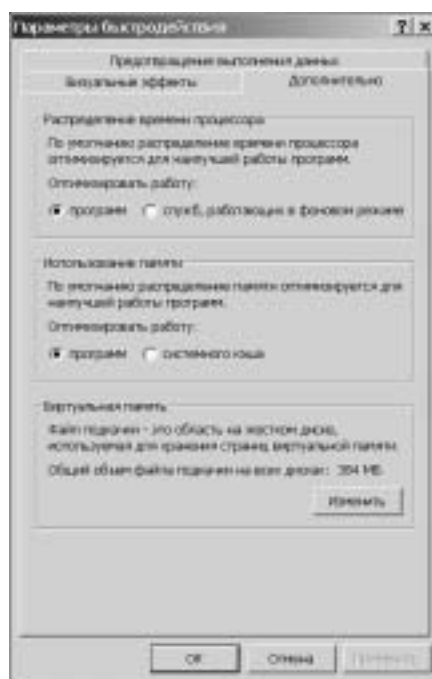 Параметры быстродействия
Предотвращение выполнения данных
Визуальные эффекты
Дополнительно
Распределение времени процессора
По умолчанию распределение времени процессора
оптимизируется для наилучшей работы программ.
Оптимизировать работу:
программ
служб, работающих в фоновом режиме
Использование памяти
По умолчанию распределение памяти оптимизируется для
наилучшей работы программ.
Оптимизировать работу:
программ
системного кэша
Виртуальная память
Файл подкачки - это область на жестком диске,
используемая для хранения страниц виртуальной памяти.
Общий объем файла подкачки на всех дисках: 384 МБ
Изменить
ОК
Отмена
Применить